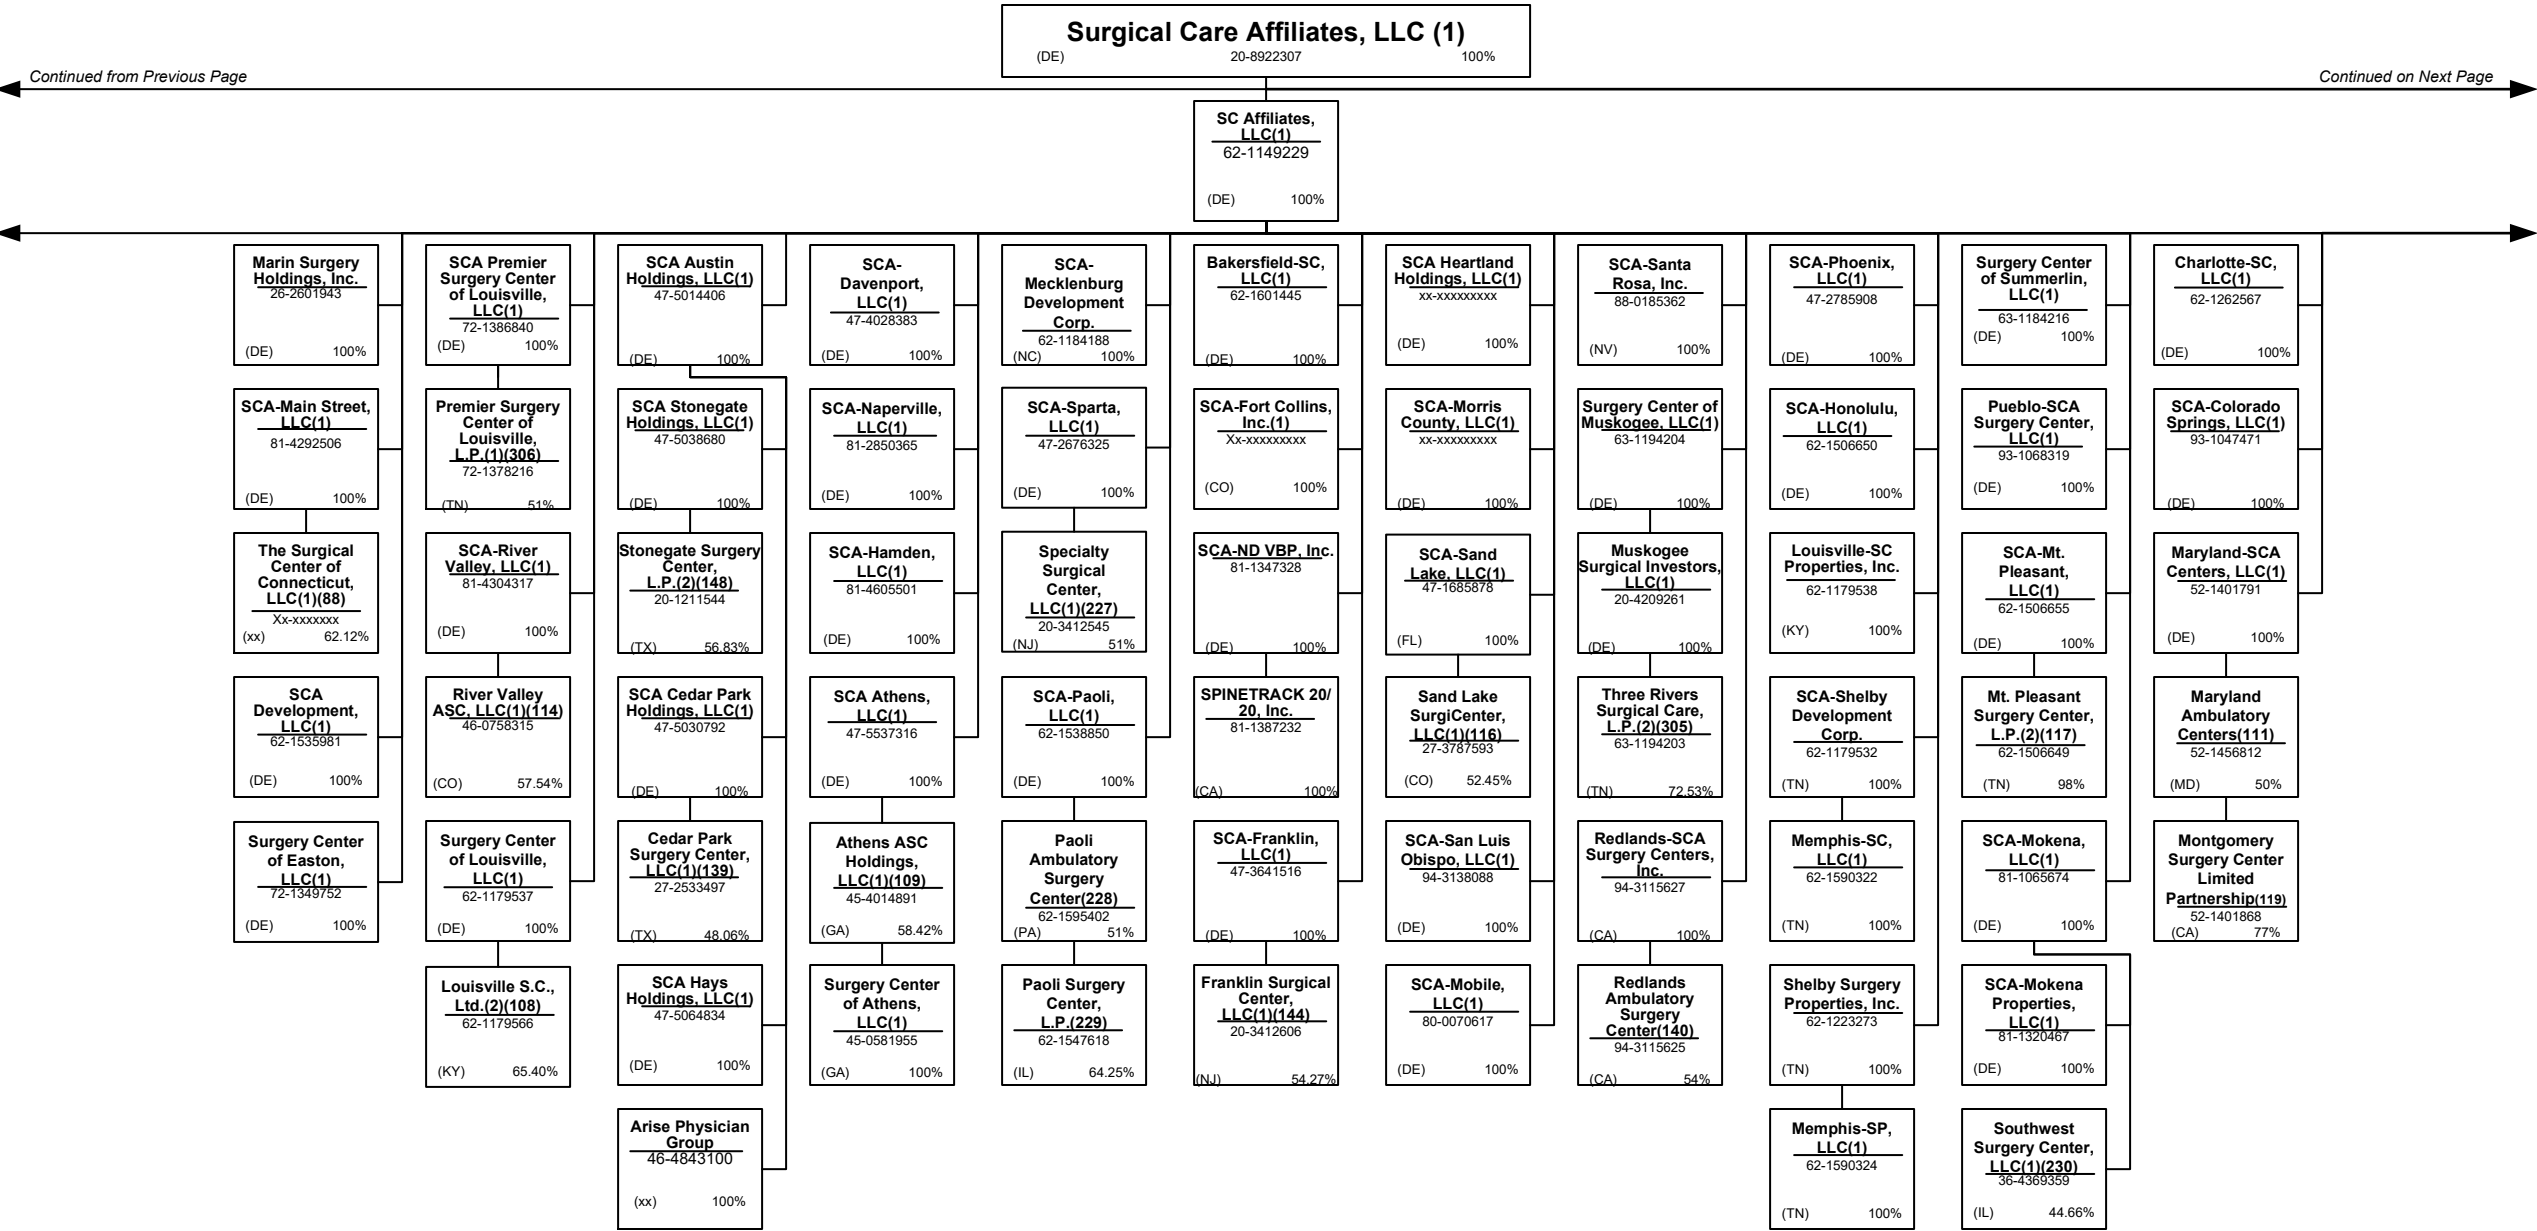 Surgical Care Affiliates, LLC (1)
(DE) 20-8922307 100%
Continued from Previous Page
Continued on Next Page
SC Affiliates,
LLC(1)
62-1149229
(DE) 100%
Marin Surgery
Holdings, Inc.
26-2601943
(DE) 100%
SCA-Main Street,
LLC(1)
81-4292506
(DE) 100%
The Surgical
Center of
Connecticut,
LLC(1)(88)
Xx-xxxxxxx
(xx) 62.12%
SCA
Development,
LLC(1)
62-1535981
(DE) 100%
Surgery Center
of Easton,
LLC(1)
72-1349752
(DE) 100%
SCA Premier
Surgery Center
of Louisville,
LLC(1)
72-1386840
(DE) 100%
Premier Surgery
Center of
Louisville,
L.P.(1)(306)
72-1378216
(TN) 51%
SCA-River
Valley, LLC(1)
81-4304317
(DE) 100%
River Valley
ASC, LLC(1)(114)
46-0758315
(CO) 57.54%
Surgery Center
of Louisville,
LLC(1)
62-1179537
(DE) 100%
Louisville S.C.,
Ltd.(2)(108)
62-1179566
(KY) 65.40%
SCA Austin
Holdings, LLC(1)
47-5014406
(DE) 100%
SCA Stonegate
Holdings, LLC(1)
47-5038680
(DE) 100%
Stonegate Surgery
Center,
L.P.(2)(148)
20-1211544
(TX) 56.83%
SCA Cedar Park
Holdings, LLC(1)
47-5030792
(DE) 100%
Cedar Park
Surgery Center,
LLC(1)(139)
27-2533497
(TX) 48.06%
SCA Hays
Holdings, LLC(1)
47-5064834
(DE) 100%
Arise Physician
Group
46-4843100
(xx) 100%
SCA-
Davenport,
LLC(1)
47-4028383
(DE) 100%
SCA-Naperville,
LLC(1)
81-2850365
(DE) 100%
SCA-Hamden,
LLC(1)
81-4605501
(DE) 100%
SCA Athens,
LLC(1)
47-5537316
(DE) 100%
Athens ASC
Holdings,
LLC(1)(109)
45-4014891
(GA) 58.42%
Surgery Center
of Athens,
LLC(1)
45-0581955
(GA) 100%
SCA-
Mecklenburg
Development
Corp.
62-1184188
(NC) 100%
SCA-Sparta,
LLC(1)
47-2676325
(DE) 100%
Specialty
Surgical
Center,
LLC(1)(227)
20-3412545
(NJ) 51%
SCA-Paoli,
LLC(1)
62-1538850
(DE) 100%
Paoli
Ambulatory
Surgery
Center(228)
62-1595402
(PA) 51%
Paoli Surgery
Center,
L.P.(229)
62-1547618
(IL) 64.25%
Bakersfield-SC,
LLC(1)
62-1601445
(DE) 100%
SCA-Fort Collins,
Inc.(1)
Xx-xxxxxxxxx
(CO) 100%
SCA-ND VBP, Inc.
81-1347328
(DE) 100%
SPINETRACK 20/
20, Inc.
81-1387232
(CA) 100%
SCA-Franklin,
LLC(1)
47-3641516
(DE) 100%
Franklin Surgical
Center,
LLC(1)(144)
20-3412606
(NJ) 54.27%
SCA Heartland
Holdings, LLC(1)
xx-xxxxxxxxx
(DE) 100%
SCA-Morris
County, LLC(1)
xx-xxxxxxxxx
(DE) 100%
SCA-Sand
Lake, LLC(1)
47-1685878
(FL) 100%
Sand Lake
SurgiCenter,
LLC(1)(116)
27-3787593
(CO) 52.45%
SCA-San Luis
Obispo, LLC(1)
94-3138088
(DE) 100%
SCA-Mobile,
LLC(1)
80-0070617
(DE) 100%
SCA-Santa
Rosa, Inc.
88-0185362
(NV) 100%
Surgery Center of
Muskogee, LLC(1)
63-1194204
(DE) 100%
Muskogee
Surgical Investors,
LLC(1)
20-4209261
(DE) 100%
Three Rivers
Surgical Care,
L.P.(2)(305)
63-1194203
(TN) 72.53%
Redlands-SCA
Surgery Centers,
Inc.
94-3115627
(CA) 100%
Redlands
Ambulatory
Surgery
Center(140)
94-3115625
(CA) 54%
SCA-Phoenix,
LLC(1)
47-2785908
(DE) 100%
SCA-Honolulu,
LLC(1)
62-1506650
(DE) 100%
Louisville-SC
Properties, Inc.
62-1179538
(KY) 100%
SCA-Shelby
Development
Corp.
62-1179532
(TN) 100%
Memphis-SC,
LLC(1)
62-1590322
(TN) 100%
Shelby Surgery
Properties, Inc.
62-1223273
(TN) 100%
Memphis-SP,
LLC(1)
62-1590324
(TN) 100%
Surgery Center
of Summerlin,
LLC(1)
63-1184216
(DE) 100%
Pueblo-SCA
Surgery Center,
LLC(1)
93-1068319
(DE) 100%
SCA-Mt.
Pleasant,
LLC(1)
62-1506655
(DE) 100%
Mt. Pleasant
Surgery Center,
L.P.(2)(117)
62-1506649
(TN) 98%
SCA-Mokena,
LLC(1)
81-1065674
(DE) 100%
SCA-Mokena
Properties,
LLC(1)
81-1320467
(DE) 100%
Southwest
Surgery Center,
LLC(1)(230)
36-4369359
(IL) 44.66%
Charlotte-SC,
LLC(1)
62-1262567
(DE) 100%
SCA-Colorado
Springs, LLC(1)
93-1047471
(DE) 100%
Maryland-SCA
Centers, LLC(1)
52-1401791
(DE) 100%
Maryland
Ambulatory
Centers(111)
52-1456812
(MD) 50%
Montgomery
Surgery Center
Limited
Partnership(119)
52-1401868
(CA) 77%